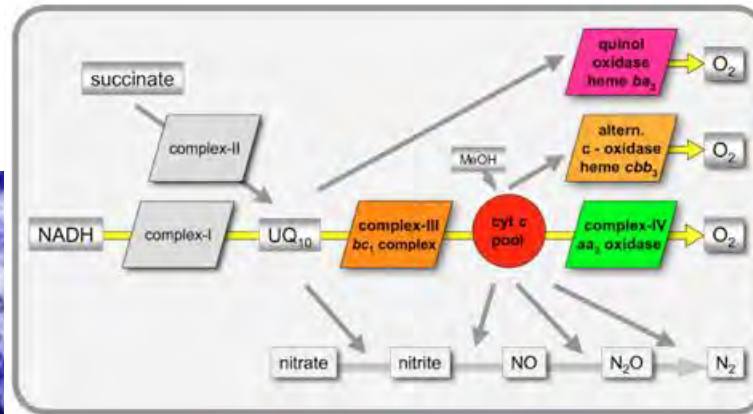 quinol
oxidase
heme ba₃
O₂
succinate
complex-II
altern.
c - oxidase
heme cbb₃
O₂
MeOH
NADH
complex-I
UQ₁₀
complex-III
bc₁ complex
cyt c
pool
complex-IV
aa₃ oxidase
O₂
nitrate
nitrite
NO
N₂O
N₂